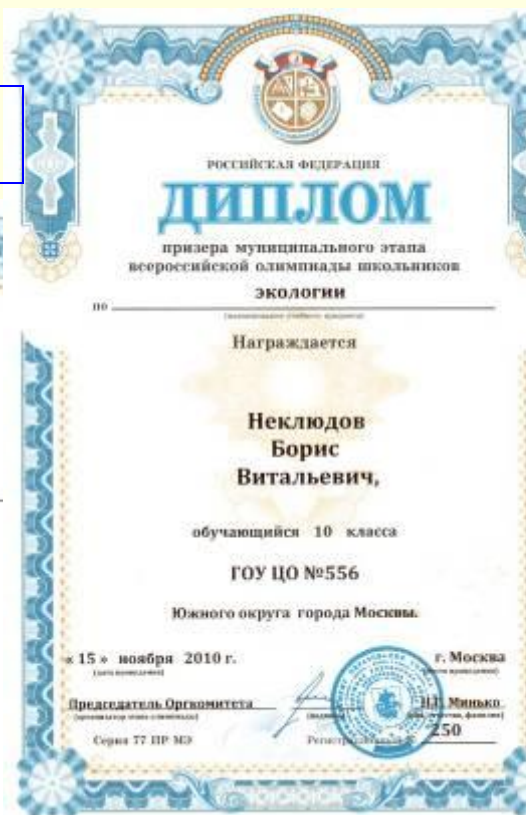 РОССИЙСКАЯ ФЕДЕРАЦИЯ
ДИПЛОМ
призера муниципального этапа
всероссийской олимпиады школьников
по экологии
Награждается
Неклюдов
Борис
Витальевич,
обучающийся 10 класса
ГОУ ЦО №556
Южного округа города Москвы.
« 15 » ноября 2010 г. г. Москва
Председатель Оргкомитета Н.Г. Минько
Серия 77 ПР МЭ 250